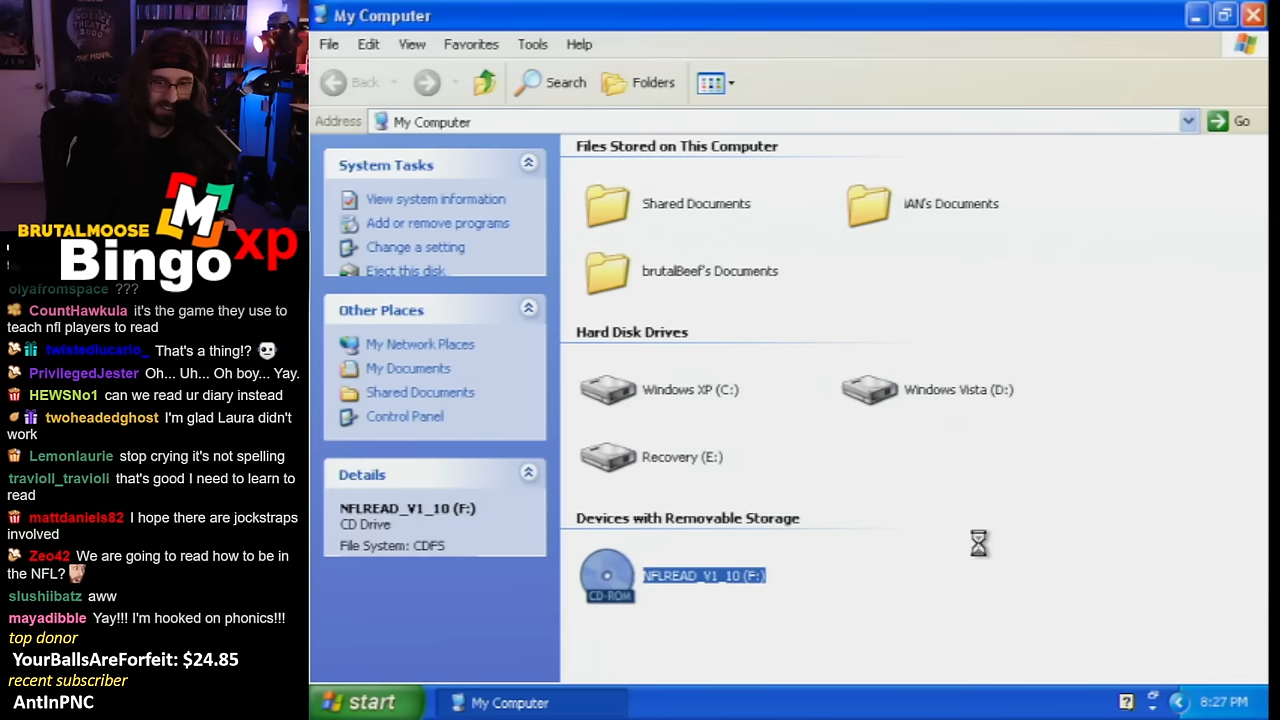 My Computer
File Edit View Favorites Tools Help
Back Search Folders
Address My Computer Go
System Tasks
View system information
Add or remove programs
Change a setting
Eject this disk
Other Places
My Network Places
My Documents
Shared Documents
Control Panel
Details
NFLREAD_V1_10 (F:)
CD Drive
File System: CDFS
Files Stored on This Computer
Shared Documents
iAN's Documents
brutalBeef's Documents
Hard Disk Drives
Windows XP (C:)
Windows Vista (D:)
Recovery (E:)
Devices with Removable Storage
NFLREAD_V1_10 (F:)
CD-ROM
start My Computer 8:27 PM
BRUTALMOOSE M
Bingo xp
olyafromspace ???
CountHawkula it's the game they use to
teach nfl players to read
twistedlucario_ That's a thing!?
PrivilegedJester Oh... Uh... Oh boy... Yay.
HEWSNo1 can we read ur diary instead
twoheadedghost I'm glad Laura didn't
work
Lemonlaurie stop crying it's not spelling
travioli_travioli that's good I need to learn to
read
mattdaniels82 I hope there are jockstraps
involved
Zeo42 We are going to read how to be in
the NFL?
slushiibatz aww
mayadibble Yay!!! I'm hooked on phonics!!!
top donor
YourBallsAreForfeit: $24.85
recent subscriber
AntInPNC